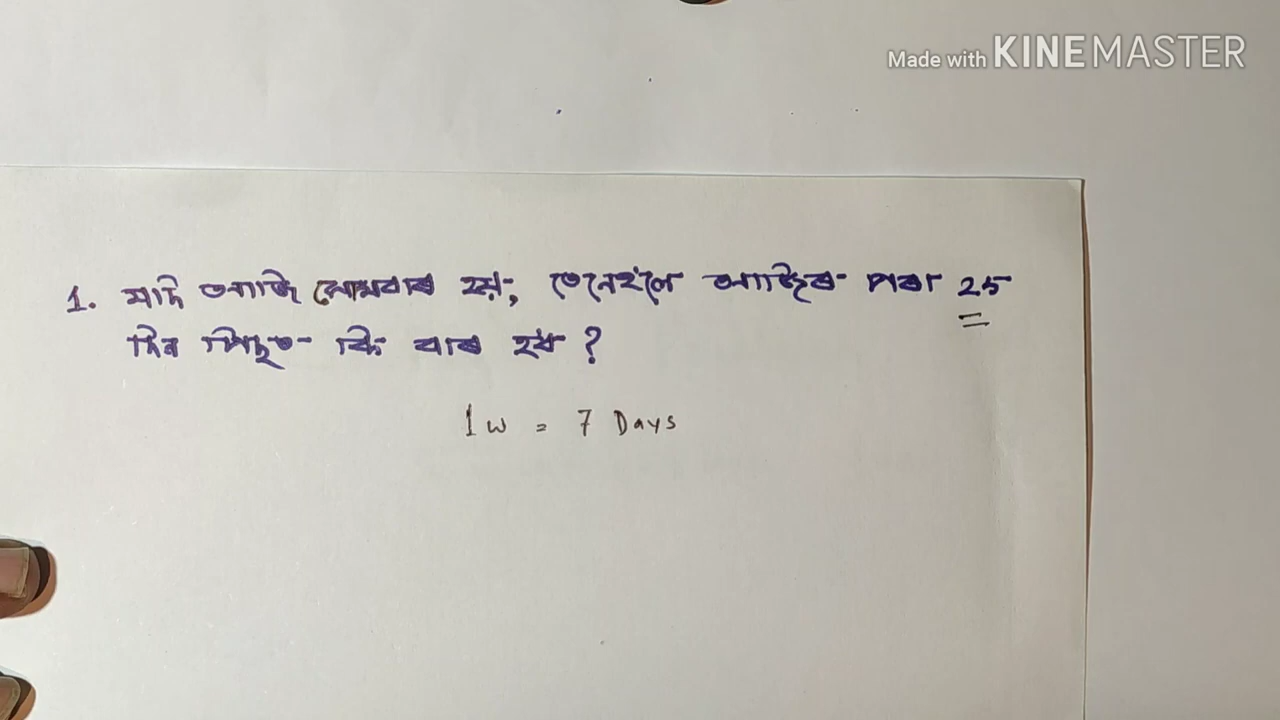 Made with KINEMASTER
1. যদি আজি সোমবাৰ হয়, তেনেহ'লে আজিৰ পৰা 25
দিন পিছত কি বাৰ হ'ব ?
1 w = 7 Days